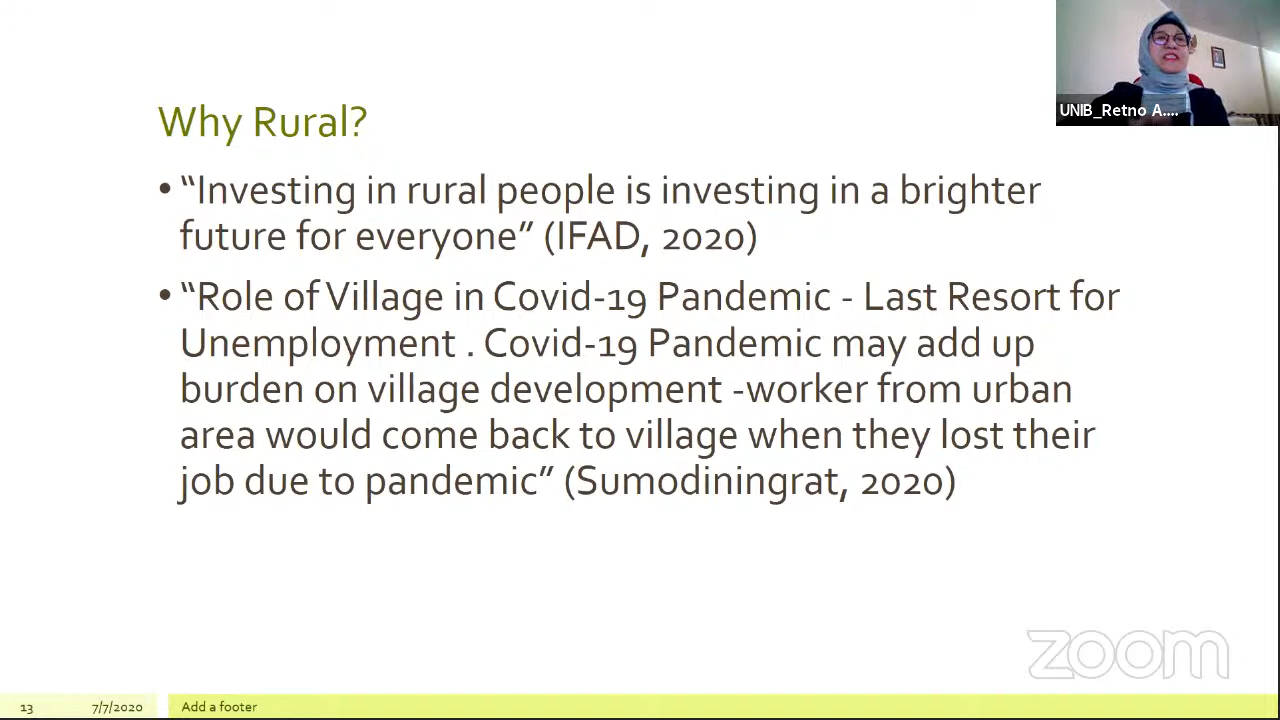 UNIB_Retno A....
Why Rural?
• “Investing in rural people is investing in a brighter
future for everyone” (IFAD, 2020)
• “Role of Village in Covid-19 Pandemic - Last Resort for
Unemployment . Covid-19 Pandemic may add up
burden on village development -worker from urban
area would come back to village when they lost their
job due to pandemic” (Sumodiningrat, 2020)
zoom
13 7/7/2020 Add a footer